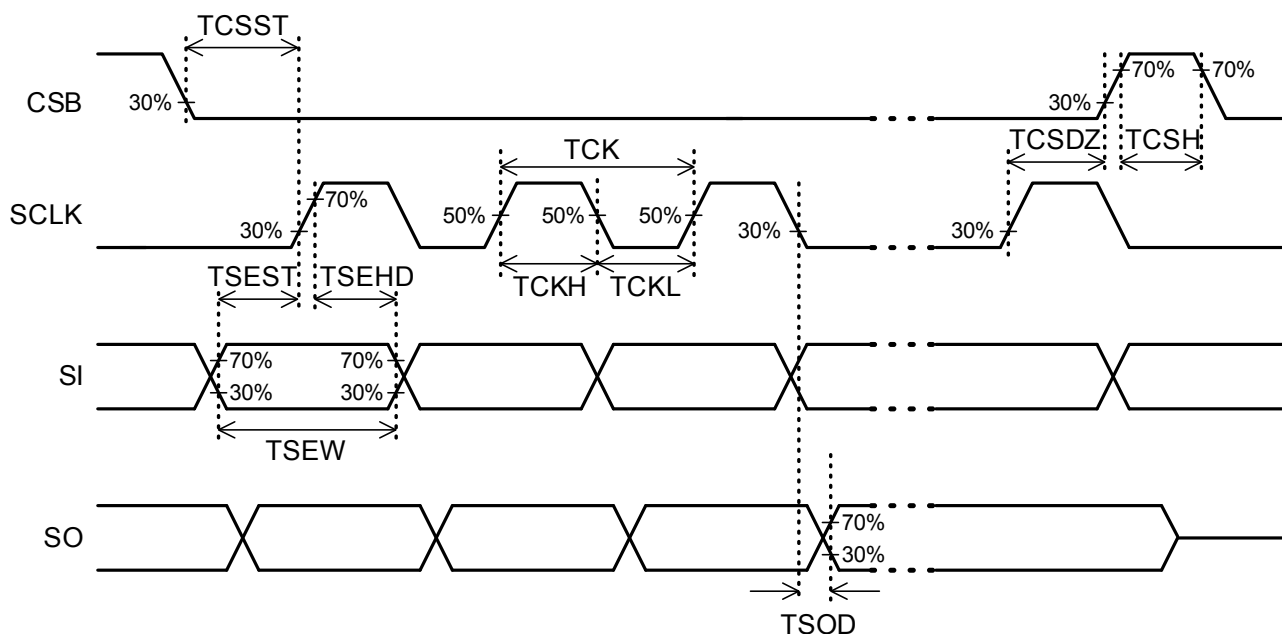 TCSST
CSB
30%
30%
70%
70%
TCSDZ
TCSH
TCK
SCLK
30%
70%
50%
50%
50%
30%
30%
TSEST
TSEHD
TCKH
TCKL
SI
70%
30%
70%
30%
TSEW
SO
70%
30%
TSOD